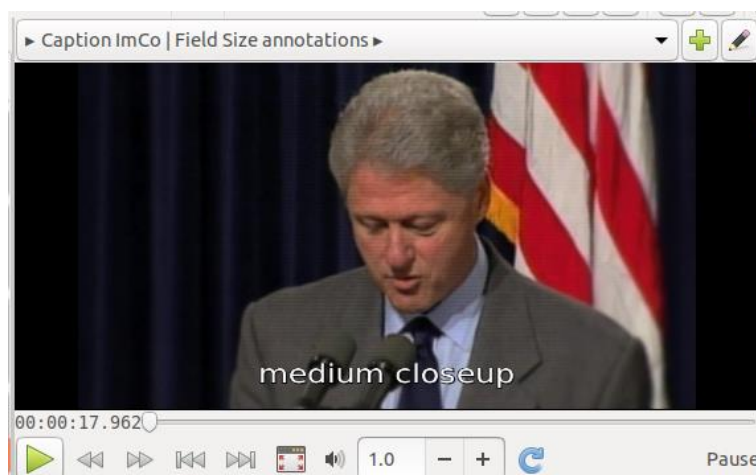 ▸ Caption ImCo | Field Size annotations ▸
medium closeup
00:00:17.962
1.0
Pause